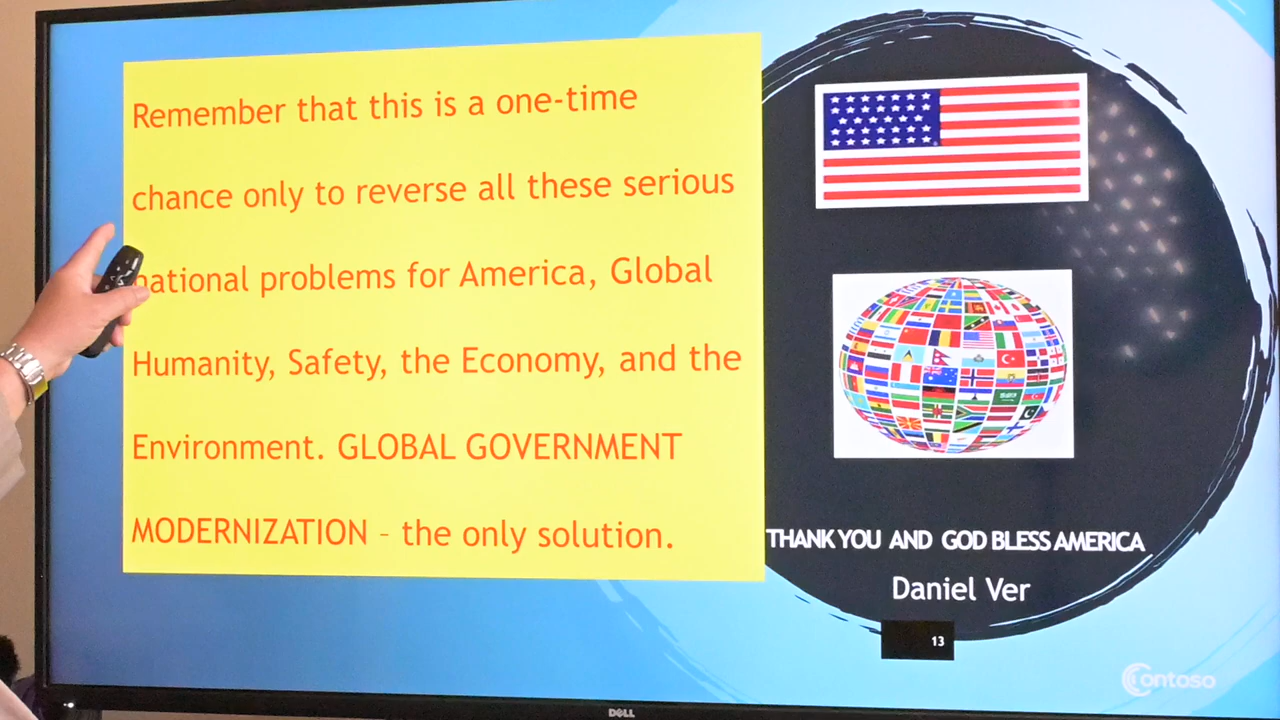 Remember that this is a one-time
chance only to reverse all these serious
national problems for America, Global
Humanity, Safety, the Economy, and the
Environment. GLOBAL GOVERNMENT
MODERNIZATION – the only solution.
THANK YOU AND GOD BLESS AMERICA
Daniel Ver
13
Contoso
DELL